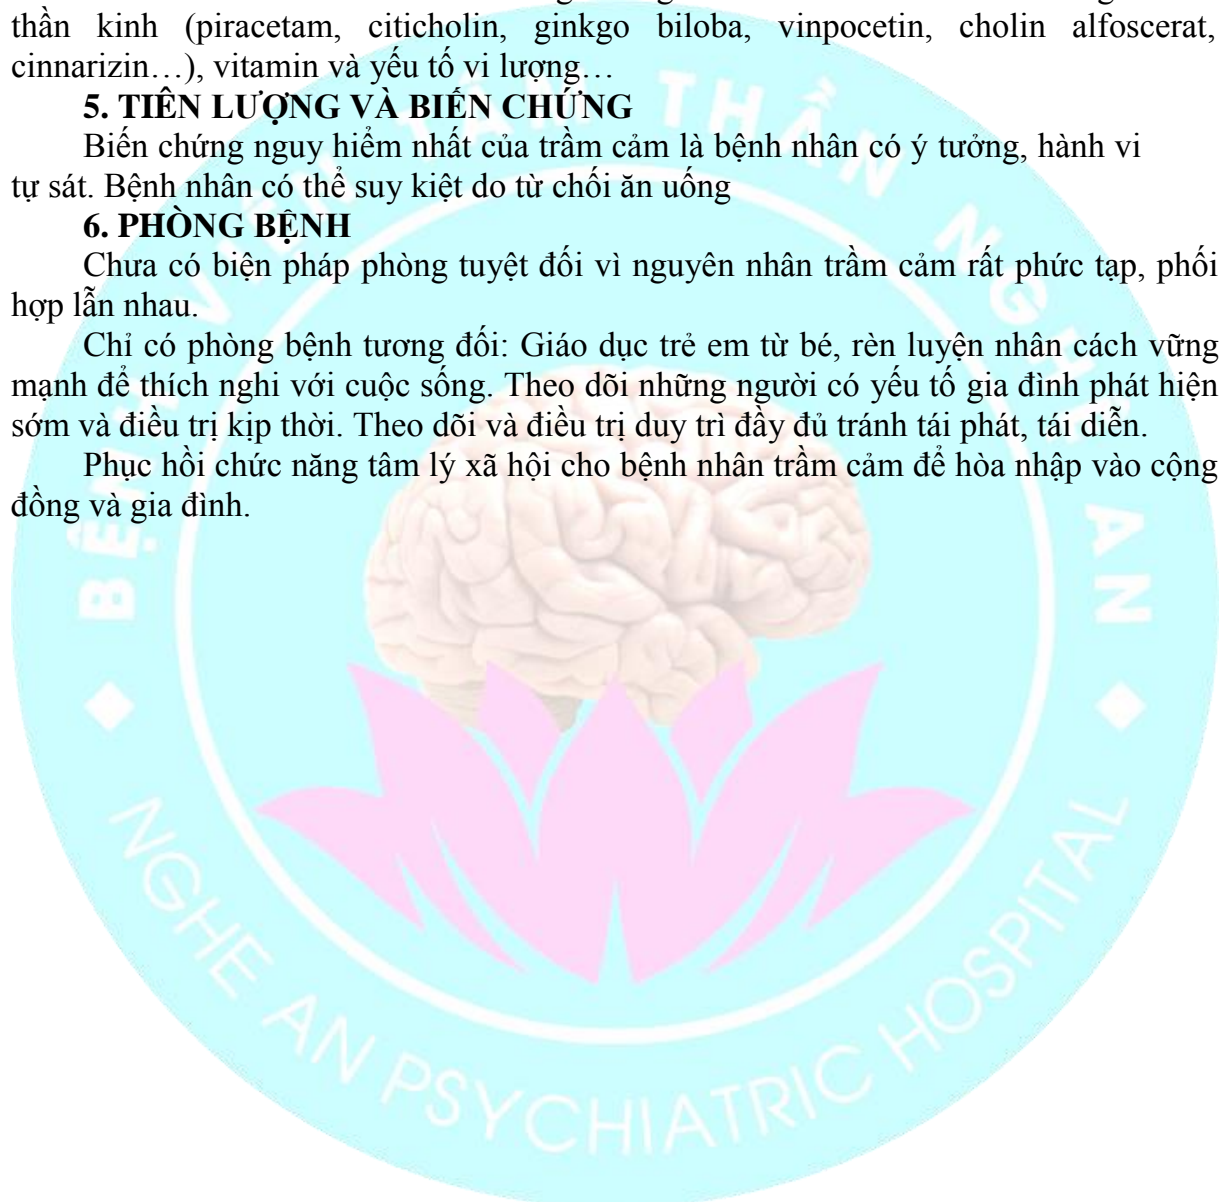 thần kinh (piracetam, citicholin, ginkgo biloba, vinpocetin, cholin alfoscerat,
cinnarizin…), vitamin và yếu tố vi lượng…
5. TIÊN LƯỢNG VÀ BIẾN CHỨNG
Biến chứng nguy hiểm nhất của trầm cảm là bệnh nhân có ý tưởng, hành vi
tự sát. Bệnh nhân có thể suy kiệt do từ chối ăn uống
6. PHÒNG BỆNH
Chưa có biện pháp phòng tuyệt đối vì nguyên nhân trầm cảm rất phức tạp, phối
hợp lẫn nhau.
Chỉ có phòng bệnh tương đối: Giáo dục trẻ em từ bé, rèn luyện nhân cách vững
mạnh để thích nghi với cuộc sống. Theo dõi những người có yếu tố gia đình phát hiện
sớm và điều trị kịp thời. Theo dõi và điều trị duy trì đầy đủ tránh tái phát, tái diễn.
Phục hồi chức năng tâm lý xã hội cho bệnh nhân trầm cảm để hòa nhập vào cộng
đồng và gia đình.
BỆNH VIỆN TÂM THẦN NGHỆ AN
NGHE AN PSYCHIATRIC HOSPITAL